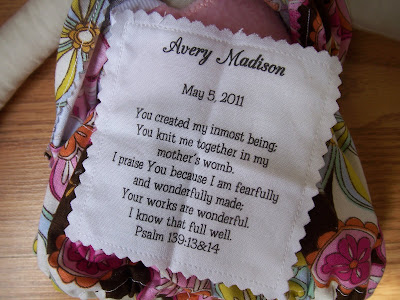 Avery Madison
May 5, 2011
You created my inmost being;
You knit me together in my
mother's womb.
I praise You because I am fearfully
and wonderfully made;
Your works are wonderful.
I know that full well.
Psalm 139:13&14